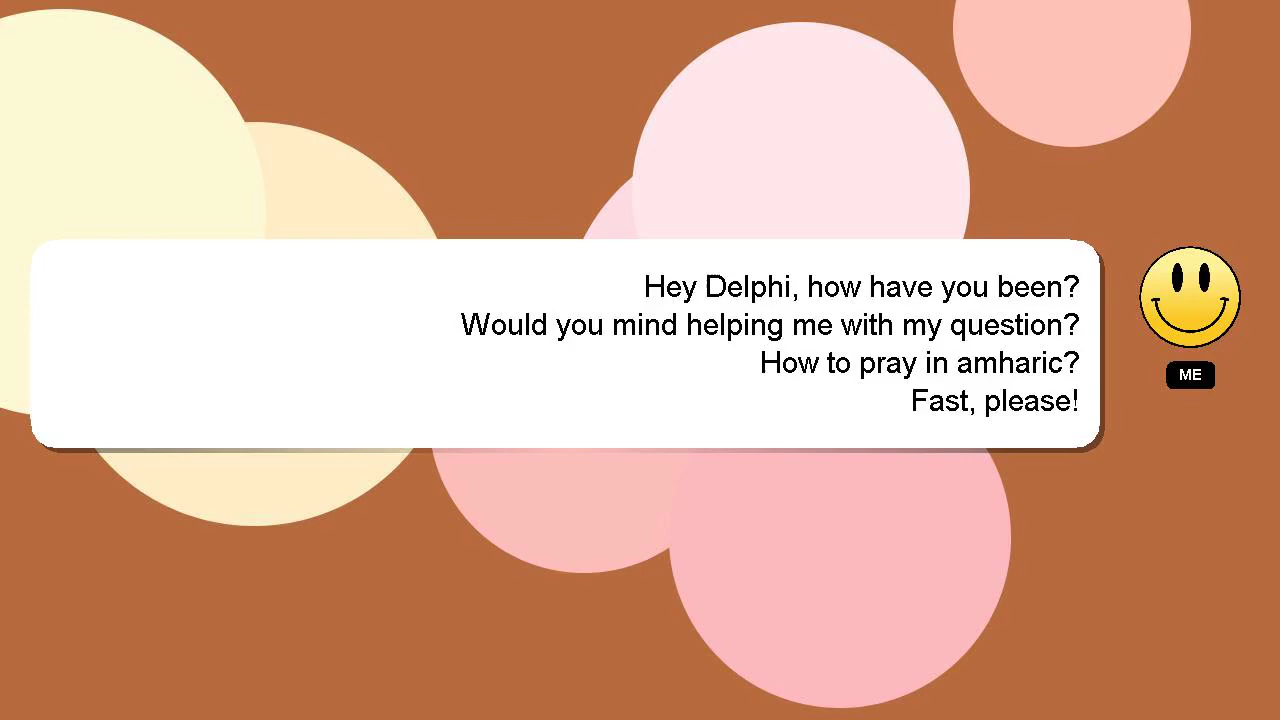 Hey Delphi, how have you been?
Would you mind helping me with my question?
How to pray in amharic?
Fast, please!
ME